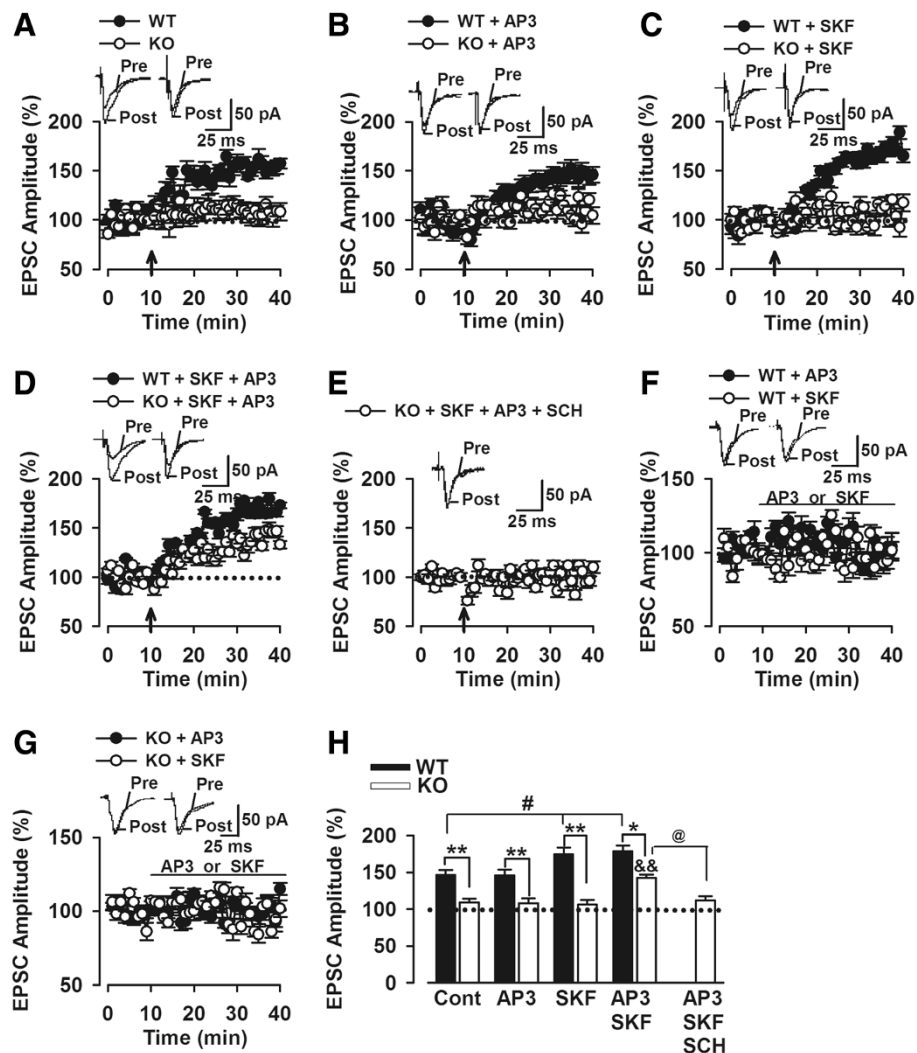 A
WT
KO
Pre
Post
50 pA
25 ms
EPSC Amplitude (%)
200
150
100
50
0 10 20 30 40
Time (min)
B
WT + AP3
KO + AP3
Pre
Post
50 pA
25 ms
EPSC Amplitude (%)
200
150
100
50
0 10 20 30 40
Time (min)
C
WT + SKF
KO + SKF
Pre
Post
50 pA
25 ms
EPSC Amplitude (%)
200
150
100
50
0 10 20 30 40
Time (min)
D
WT + SKF + AP3
KO + SKF + AP3
Pre
Post
50 pA
25 ms
EPSC Amplitude (%)
200
150
100
50
0 10 20 30 40
Time (min)
E
KO + SKF + AP3 + SCH
Pre
Post
50 pA
25 ms
EPSC Amplitude (%)
200
150
100
50
0 10 20 30 40
Time (min)
F
WT + AP3
WT + SKF
Pre
Post
50 pA
25 ms
AP3 or SKF
EPSC Amplitude (%)
150
100
50
0 10 20 30 40
Time (min)
G
KO + AP3
KO + SKF
Pre
Post
50 pA
25 ms
AP3 or SKF
EPSC Amplitude (%)
150
100
50
0 10 20 30 40
Time (min)
H
WT
KO
#
** ** ** * @
&&
EPSC Amplitude (%)
200
150
100
50
0
Cont AP3 SKF AP3 AP3
SKF SKF
SCH